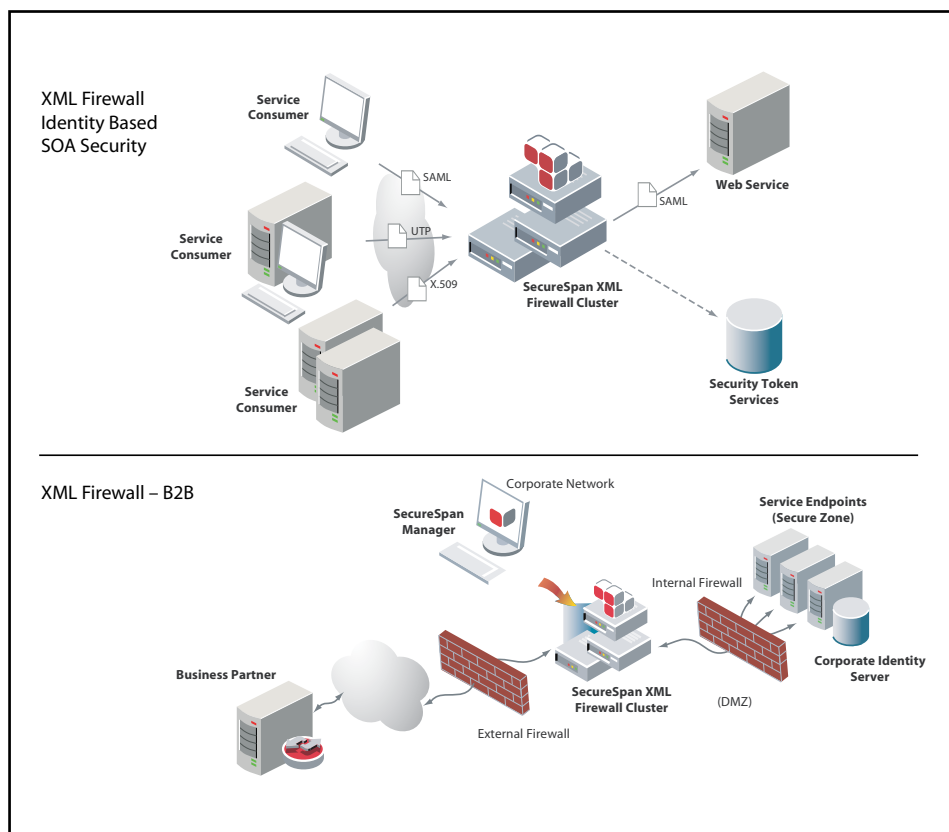 XML Firewall
Identity Based
SOA Security
Service
Consumer
SAML
Service
Consumer
UTP
X.509
Service
Consumer
SecureSpan XML
Firewall Cluster
SAML
Web Service
Security Token
Services
XML Firewall – B2B
Corporate Network
SecureSpan
Manager
Service Endpoints
(Secure Zone)
Internal Firewall
Business Partner
External Firewall
SecureSpan XML
Firewall Cluster
(DMZ)
Corporate Identity
Server